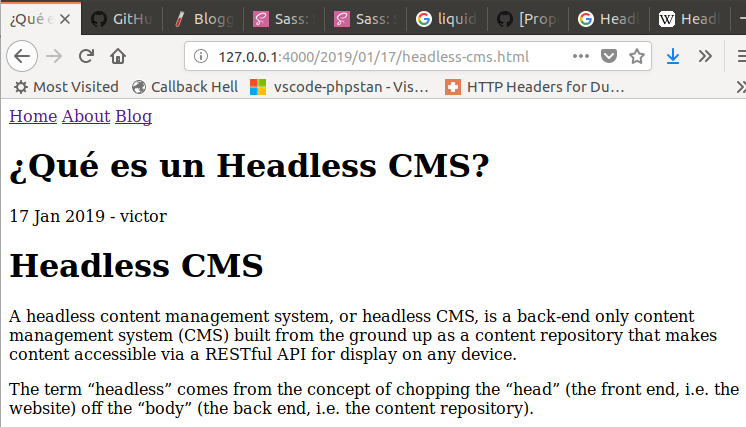 ¿Qué e
GitHu
Blogg
Sass:
Sass:
liquid
[Prop
Headl
Headl
127.0.0.1:4000/2019/01/17/headless-cms.html
Most Visited
Callback Hell
vscode-phpstan - Vis…
HTTP Headers for Du…
Home About Blog
¿Qué es un Headless CMS?
17 Jan 2019 - victor
Headless CMS
A headless content management system, or headless CMS, is a back-end only content
management system (CMS) built from the ground up as a content repository that makes
content accessible via a RESTful API for display on any device.
The term “headless” comes from the concept of chopping the “head” (the front end, i.e. the
website) off the “body” (the back end, i.e. the content repository).